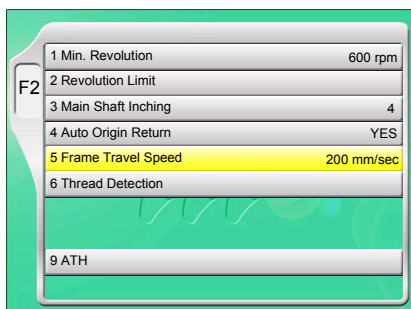 F2
1 Min. Revolution 600 rpm
2 Revolution Limit
3 Main Shaft Inching 4
4 Auto Origin Return YES
5 Frame Travel Speed 200 mm/sec
6 Thread Detection
9 ATH